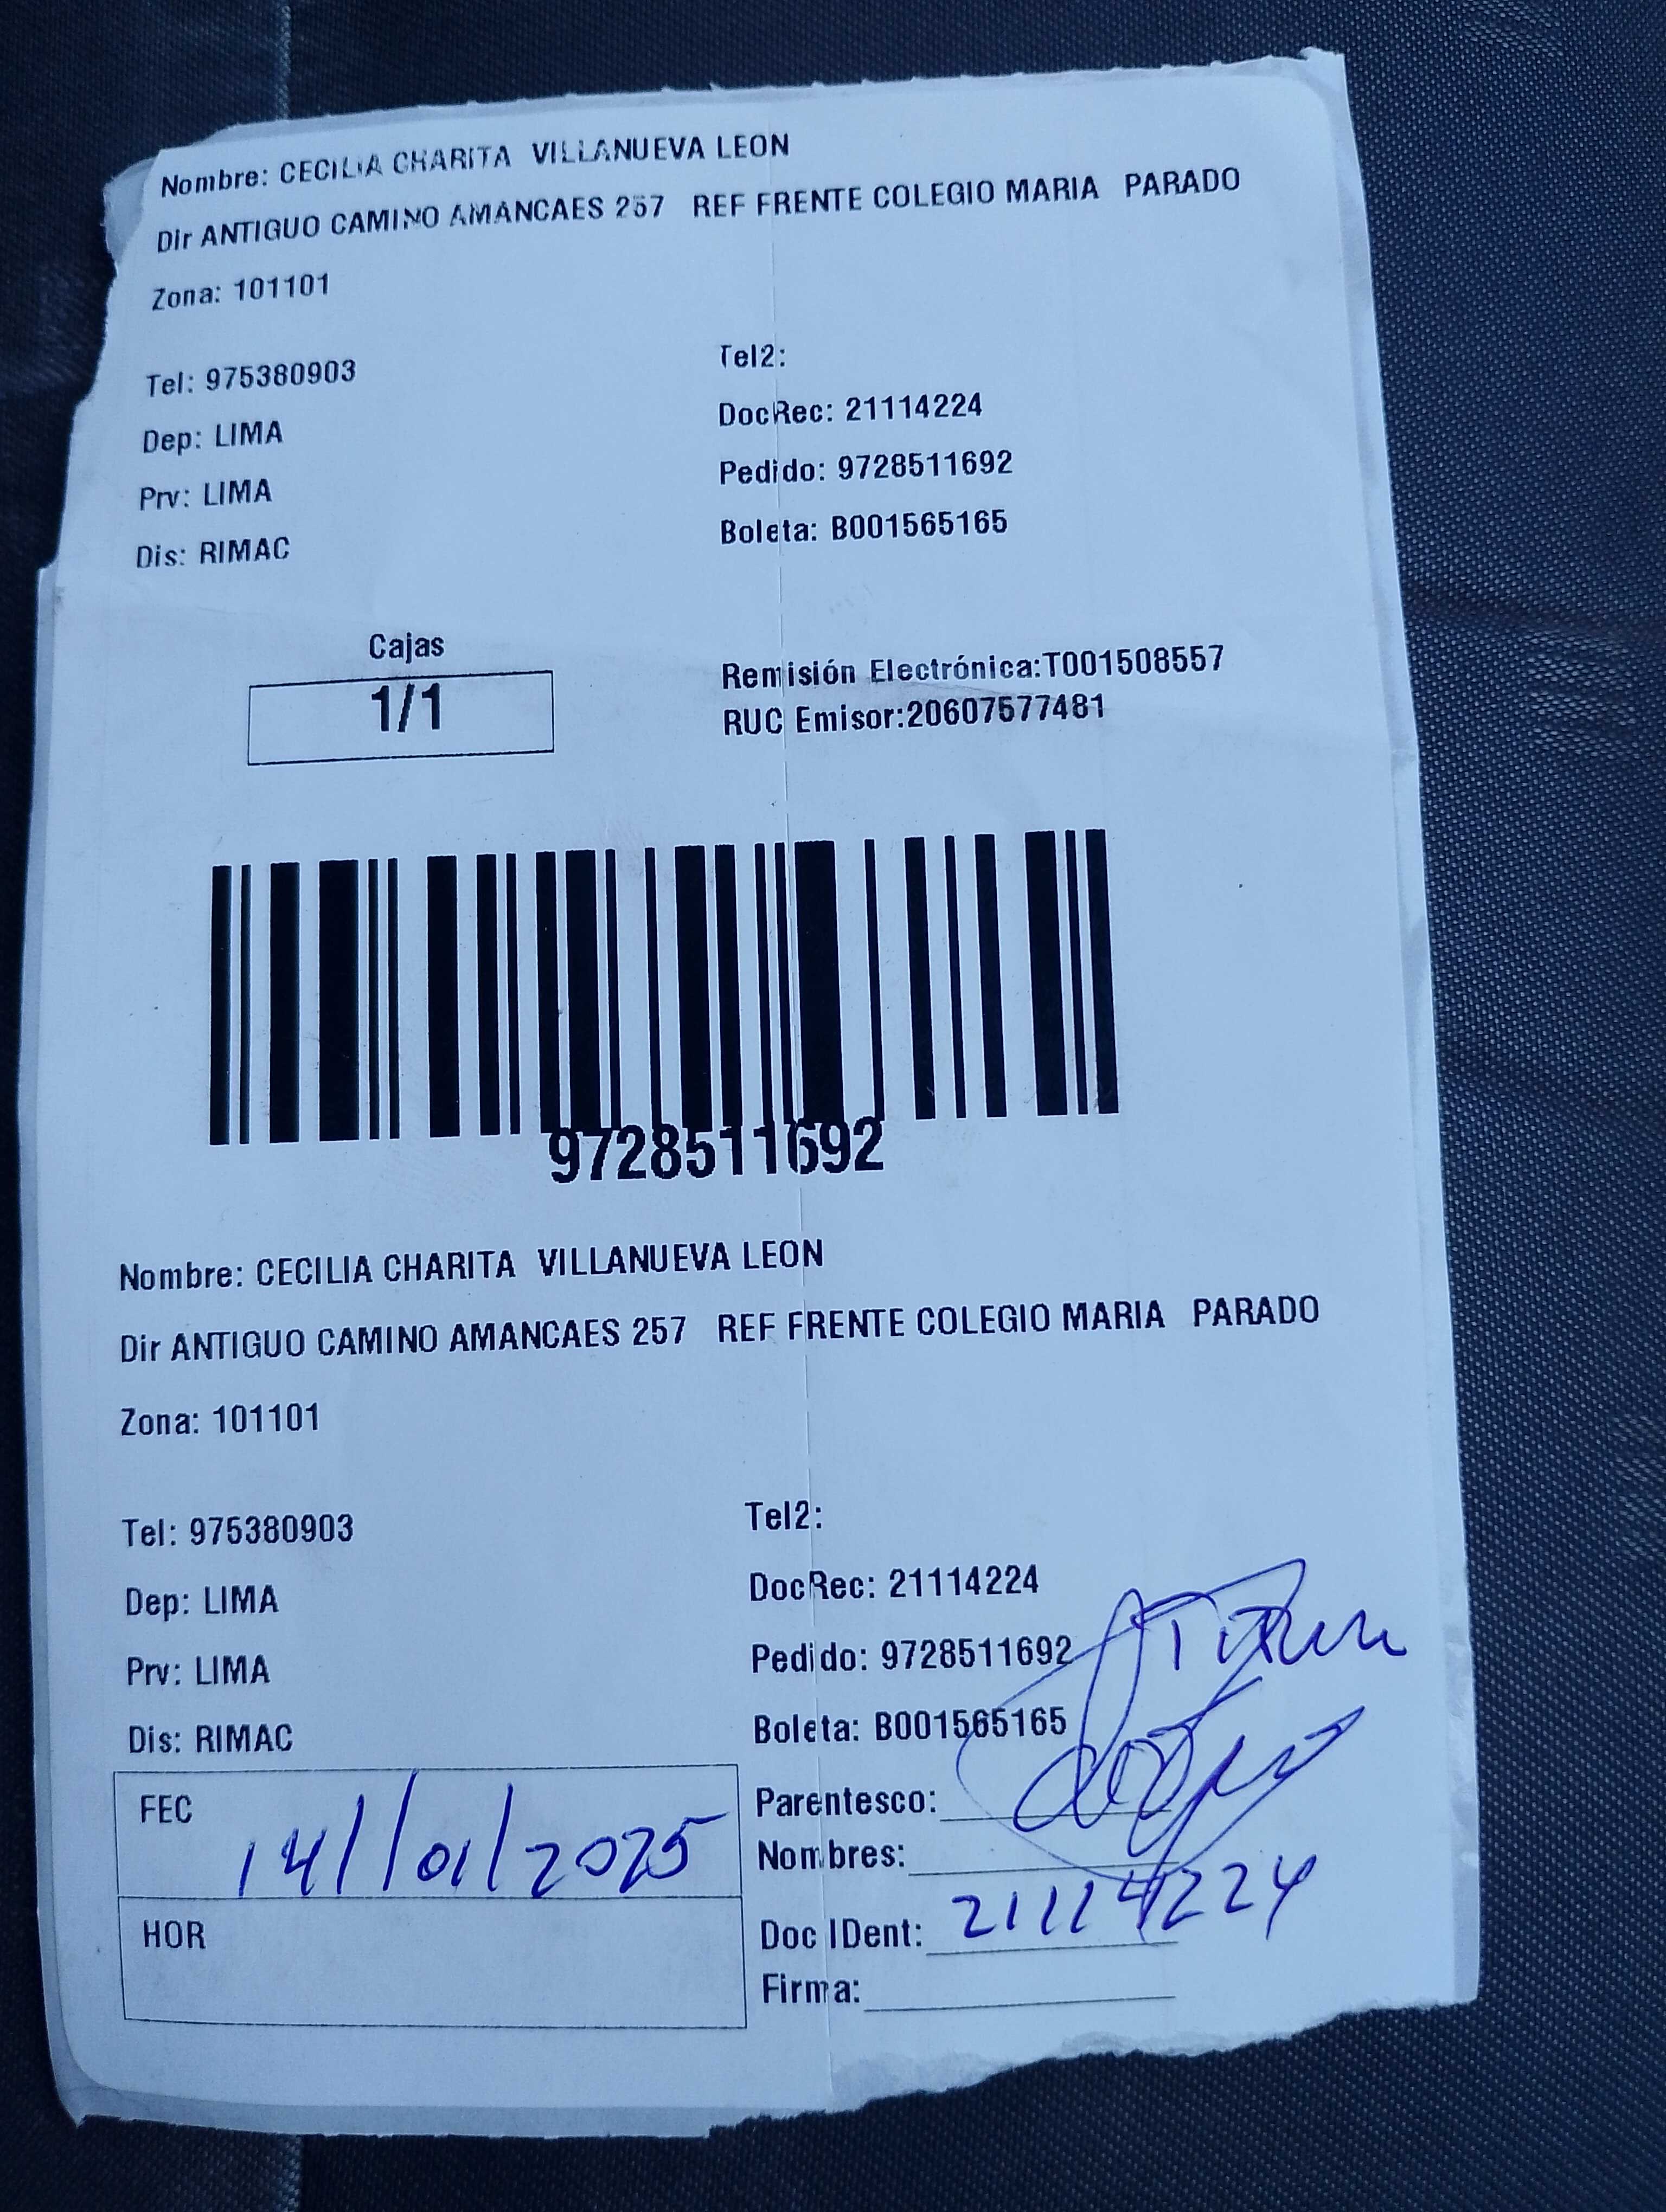 Nombre: CECILIA CHARITA VILLANUEVA LEON
Dir ANTIGUO CAMINO AMANCAES 257 REF FRENTE COLEGIO MARIA PARADO
Zona: 101101
Tel: 975380903 Tel2:
Dep: LIMA DocRec: 21114224
Prv: LIMA Pedido: 9728511692
Dis: RIMAC Boleta: B001565165
Cajas
1/1
Remisión Electrónica:T001508557
RUC Emisor:20607577481
9728511692
Nombre: CECILIA CHARITA VILLANUEVA LEON
Dir ANTIGUO CAMINO AMANCAES 257 REF FRENTE COLEGIO MARIA PARADO
Zona: 101101
Tel: 975380903 Tel2:
Dep: LIMA DocRec: 21114224
Prv: LIMA Pedido: 9728511692
Dis: RIMAC Boleta: B001565165
FEC 14/01/2025
HOR
Parentesco:
Nombres:
Doc IDent: 21114224
Firma: